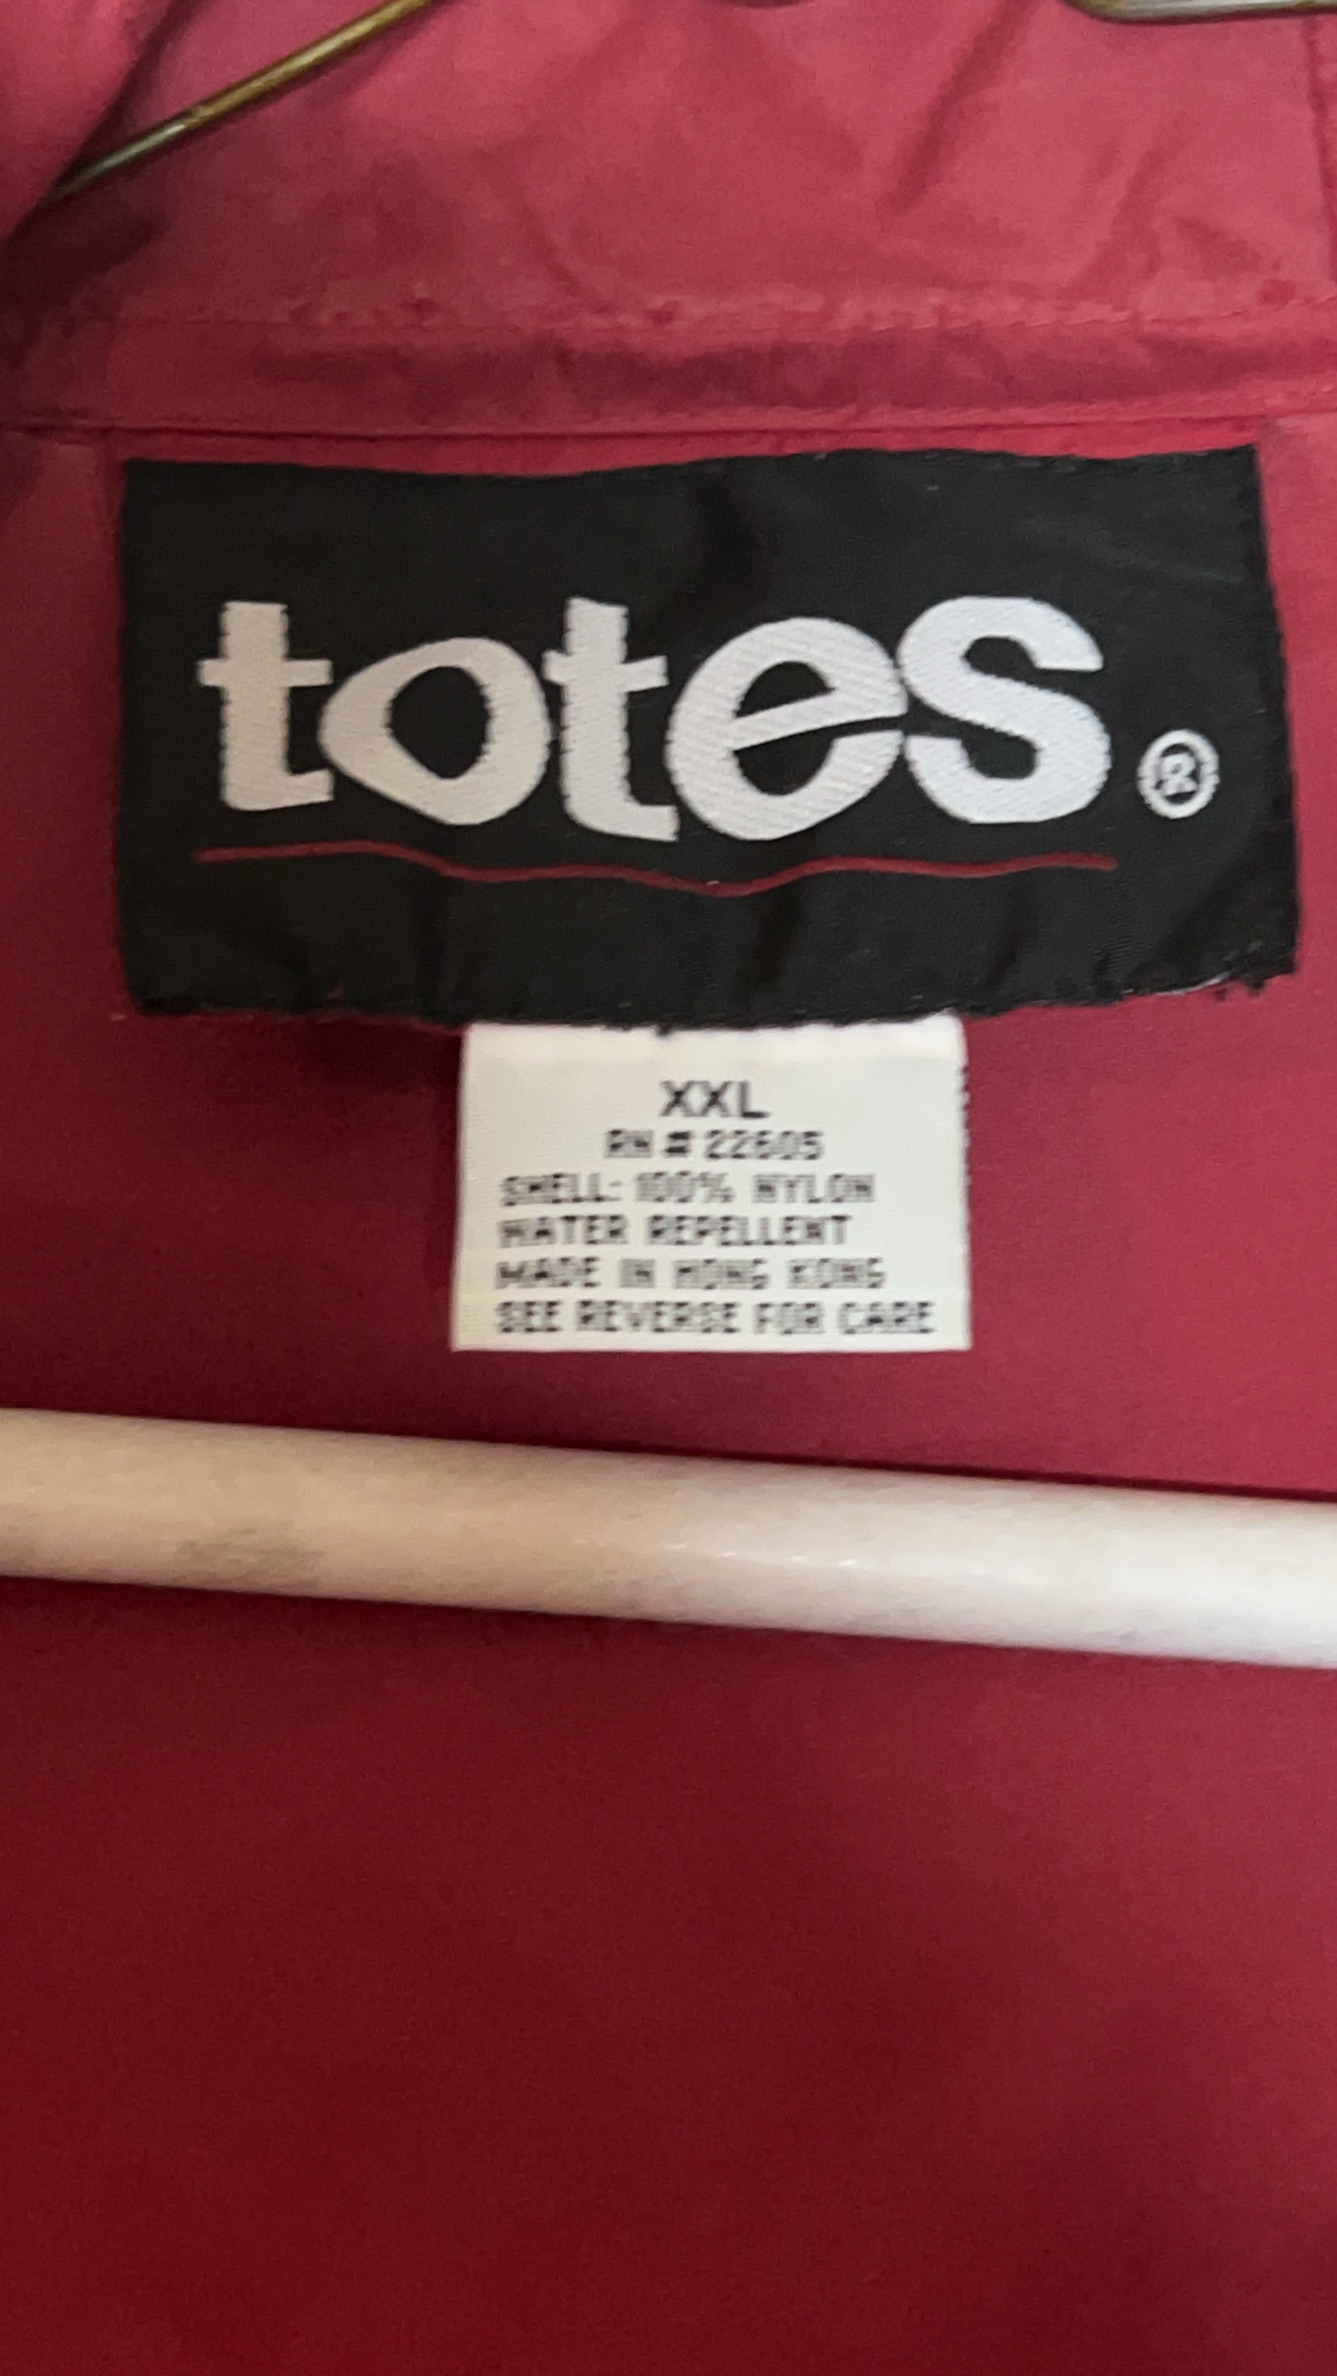 totes®
XXL
RN # 22605
SHELL: 100% NYLON
WATER REPELLENT
MADE IN HONG KONG
SEE REVERSE FOR CARE